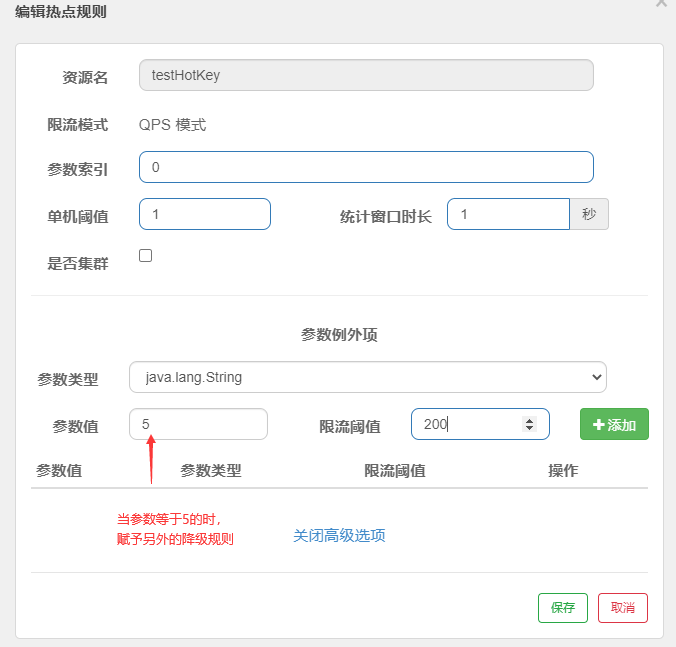 编辑热点规则
×
资源名 testHotKey
限流模式 QPS 模式
参数索引 0
单机阈值 1 统计窗口时长 1 秒
是否集群
参数例外项
参数类型 java.lang.String
参数值 5 限流阈值 200 +添加
参数值 参数类型 限流阈值 操作
当参数等于5的时，
赋予另外的降级规则
关闭高级选项
保存 取消